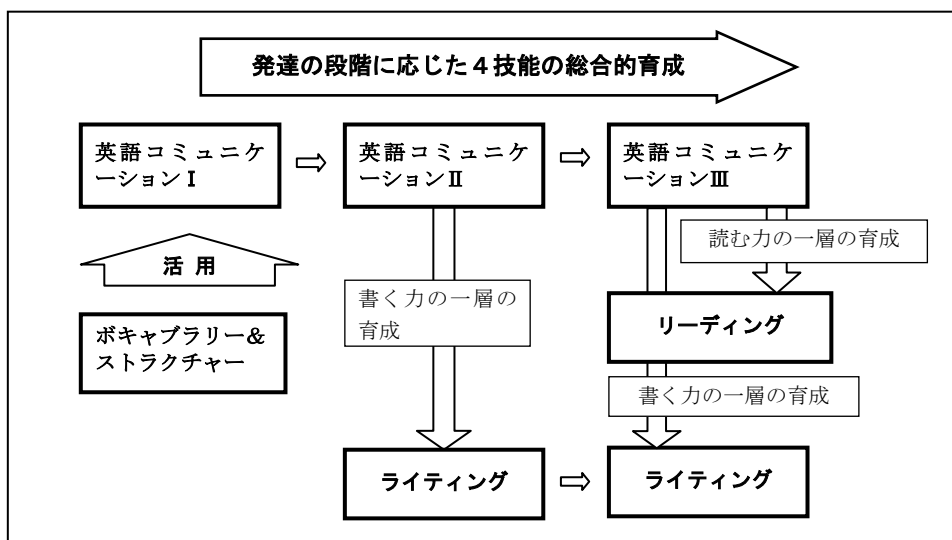 発達の段階に応じた４技能の総合的育成
英語コミュニケ
ーションⅠ
英語コミュニケ
ーションⅡ
英語コミュニケ
ーションⅢ
活 用
ボキャブラリー＆
ストラクチャー
書く力の一層の
育成
読む力の一層の育成
リーディング
書く力の一層の育成
ライティング
ライティング